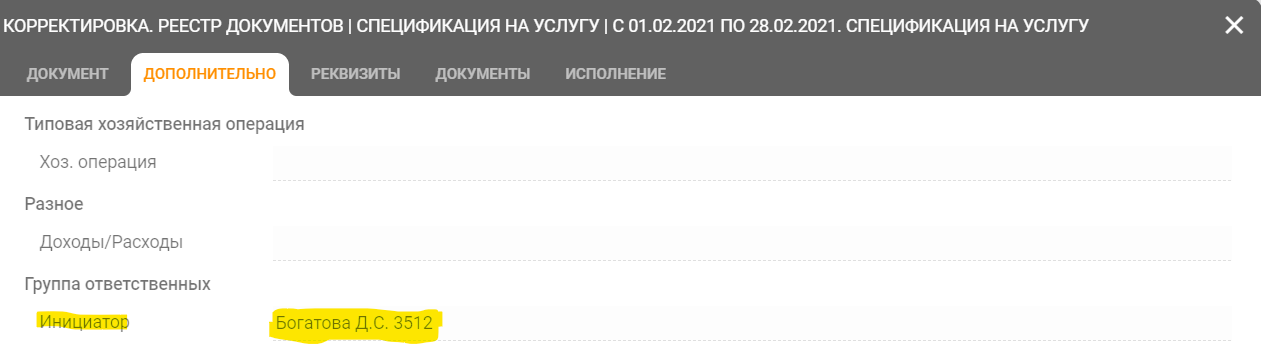 КОРРЕКТИРОВКА. РЕЕСТР ДОКУМЕНТОВ | СПЕЦИФИКАЦИЯ НА УСЛУГУ | С 01.02.2021 ПО 28.02.2021. СПЕЦИФИКАЦИЯ НА УСЛУГУ
ДОКУМЕНТ ДОПОЛНИТЕЛЬНО РЕКВИЗИТЫ ДОКУМЕНТЫ ИСПОЛНЕНИЕ
Типовая хозяйственная операция
Хоз. операция
Разное
Доходы/Расходы
Группа ответственных
Инициатор Богатова Д.С. 3512